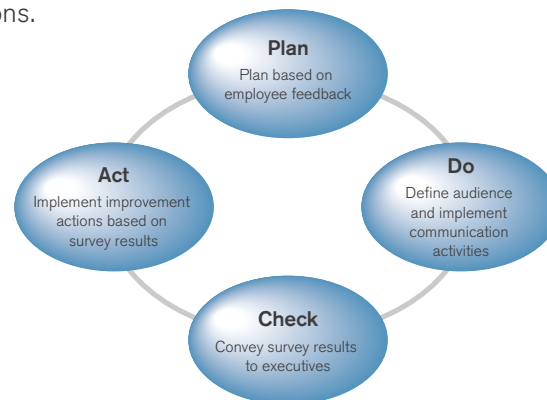 ons.
Plan
Plan based on
employee feedback
Do
Define audience
and implement
communication
activities
Check
Convey survey results
to executives
Act
Implement improvement
actions based on
survey results